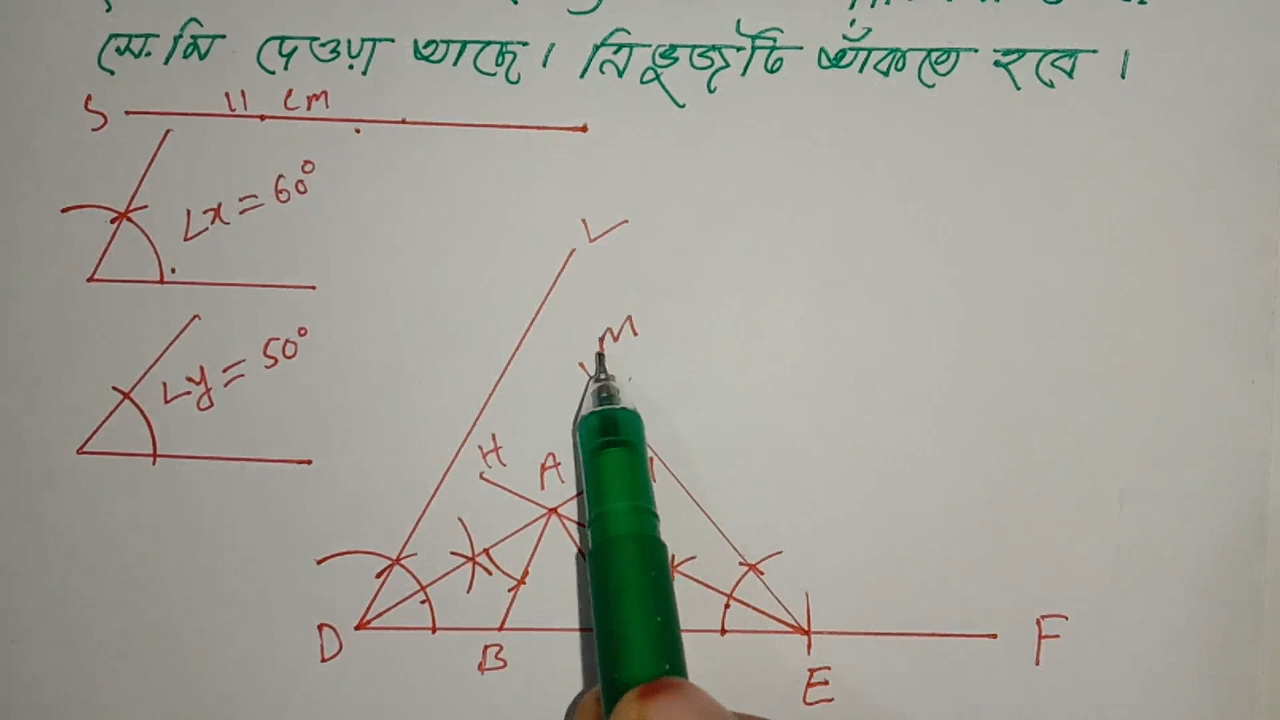 সে.মি দেওয়া আছে। ত্রিভুজটি আঁকতে হবে।
S 11 cm
∠x = 60°
L
∠y = 50°
M
H A
D B E F